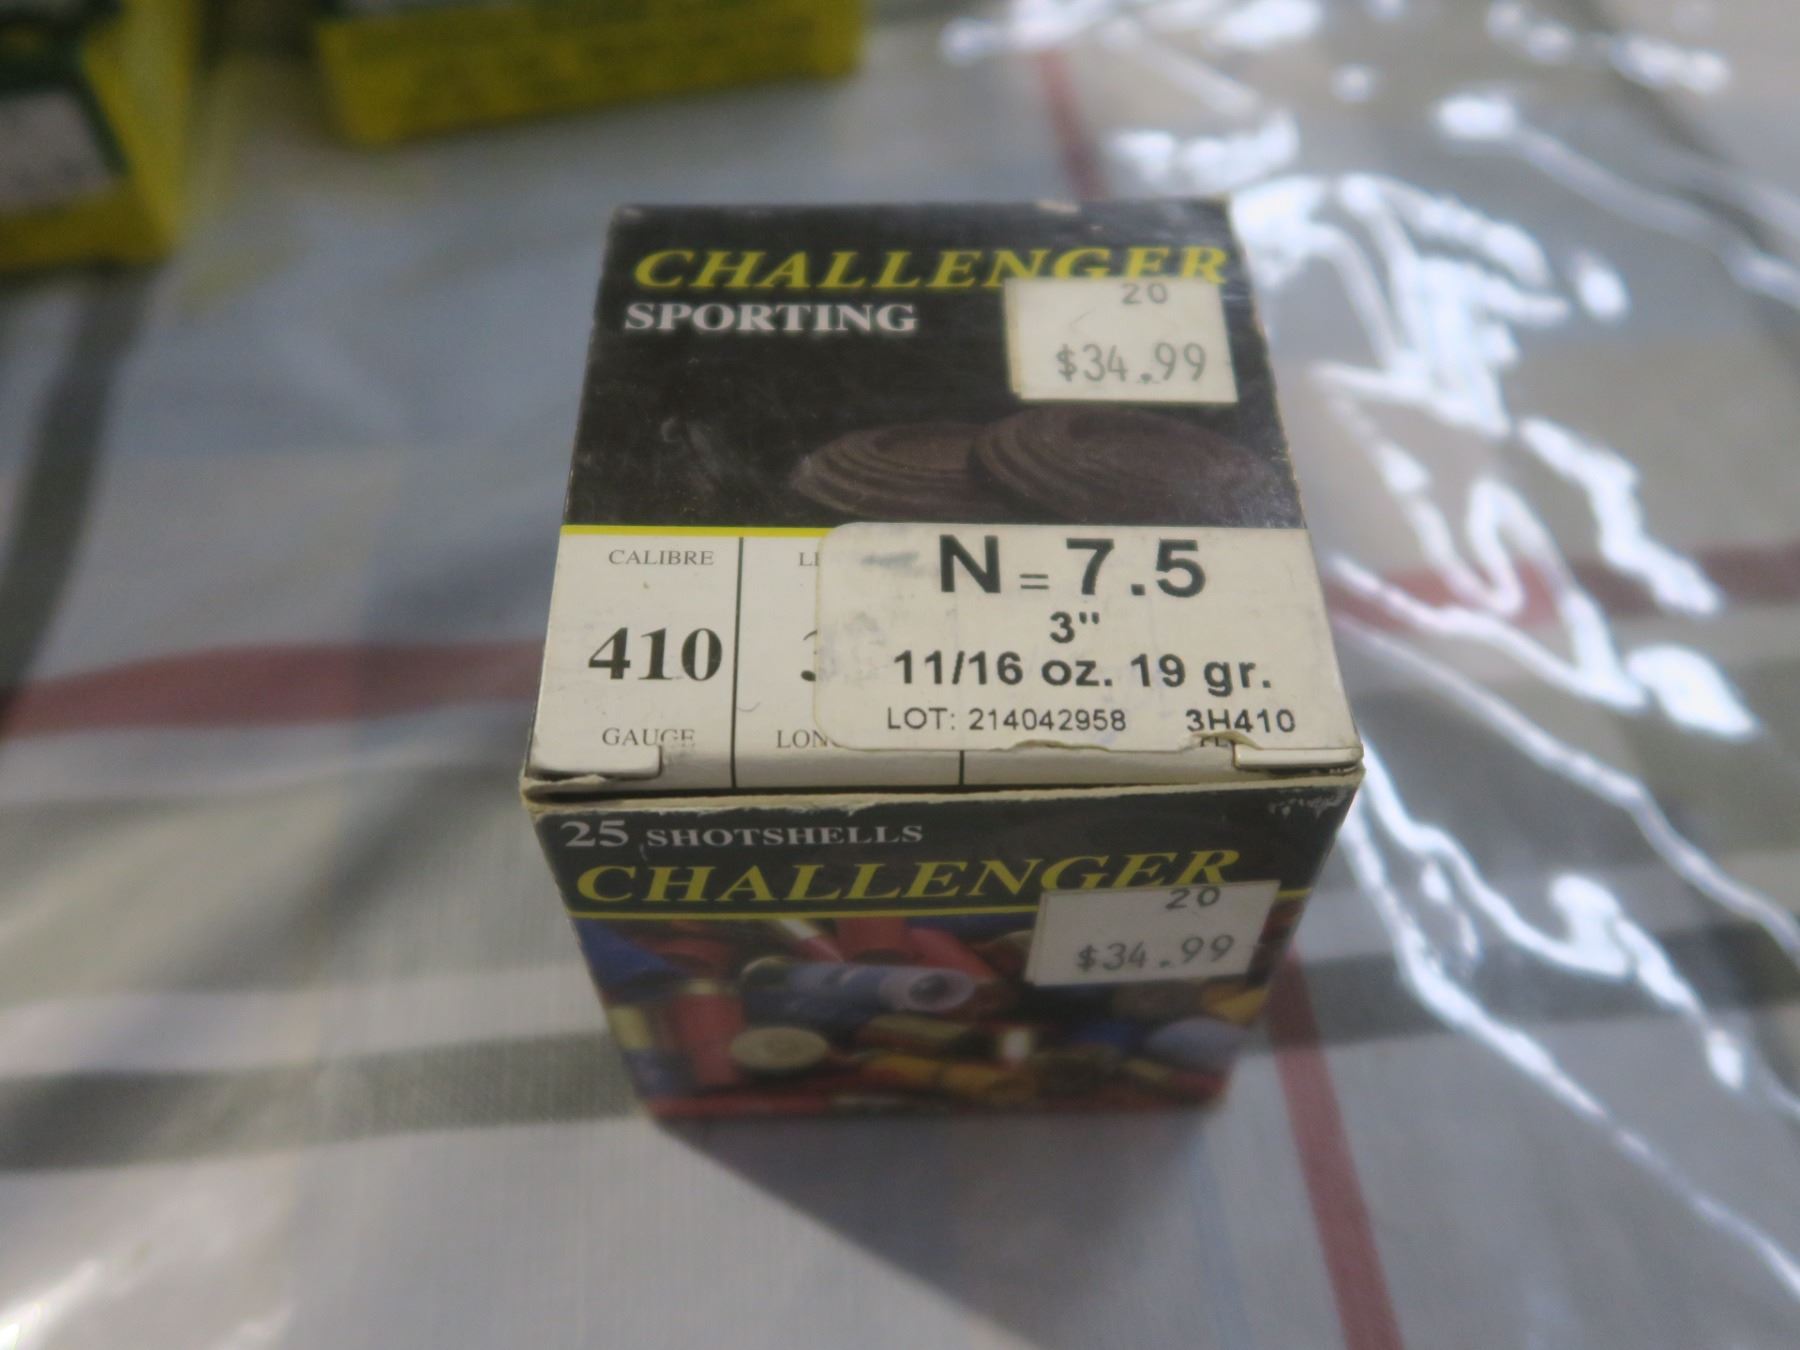 CHALLENGER
SPORTING
20
$34.99
CALIBRE
410
GAUGE
N = 7.5
3"
11/16 oz. 19 gr.
LOT: 214042958 3H410
25 SHOTSHELLS
CHALLENGER
20
$34.99